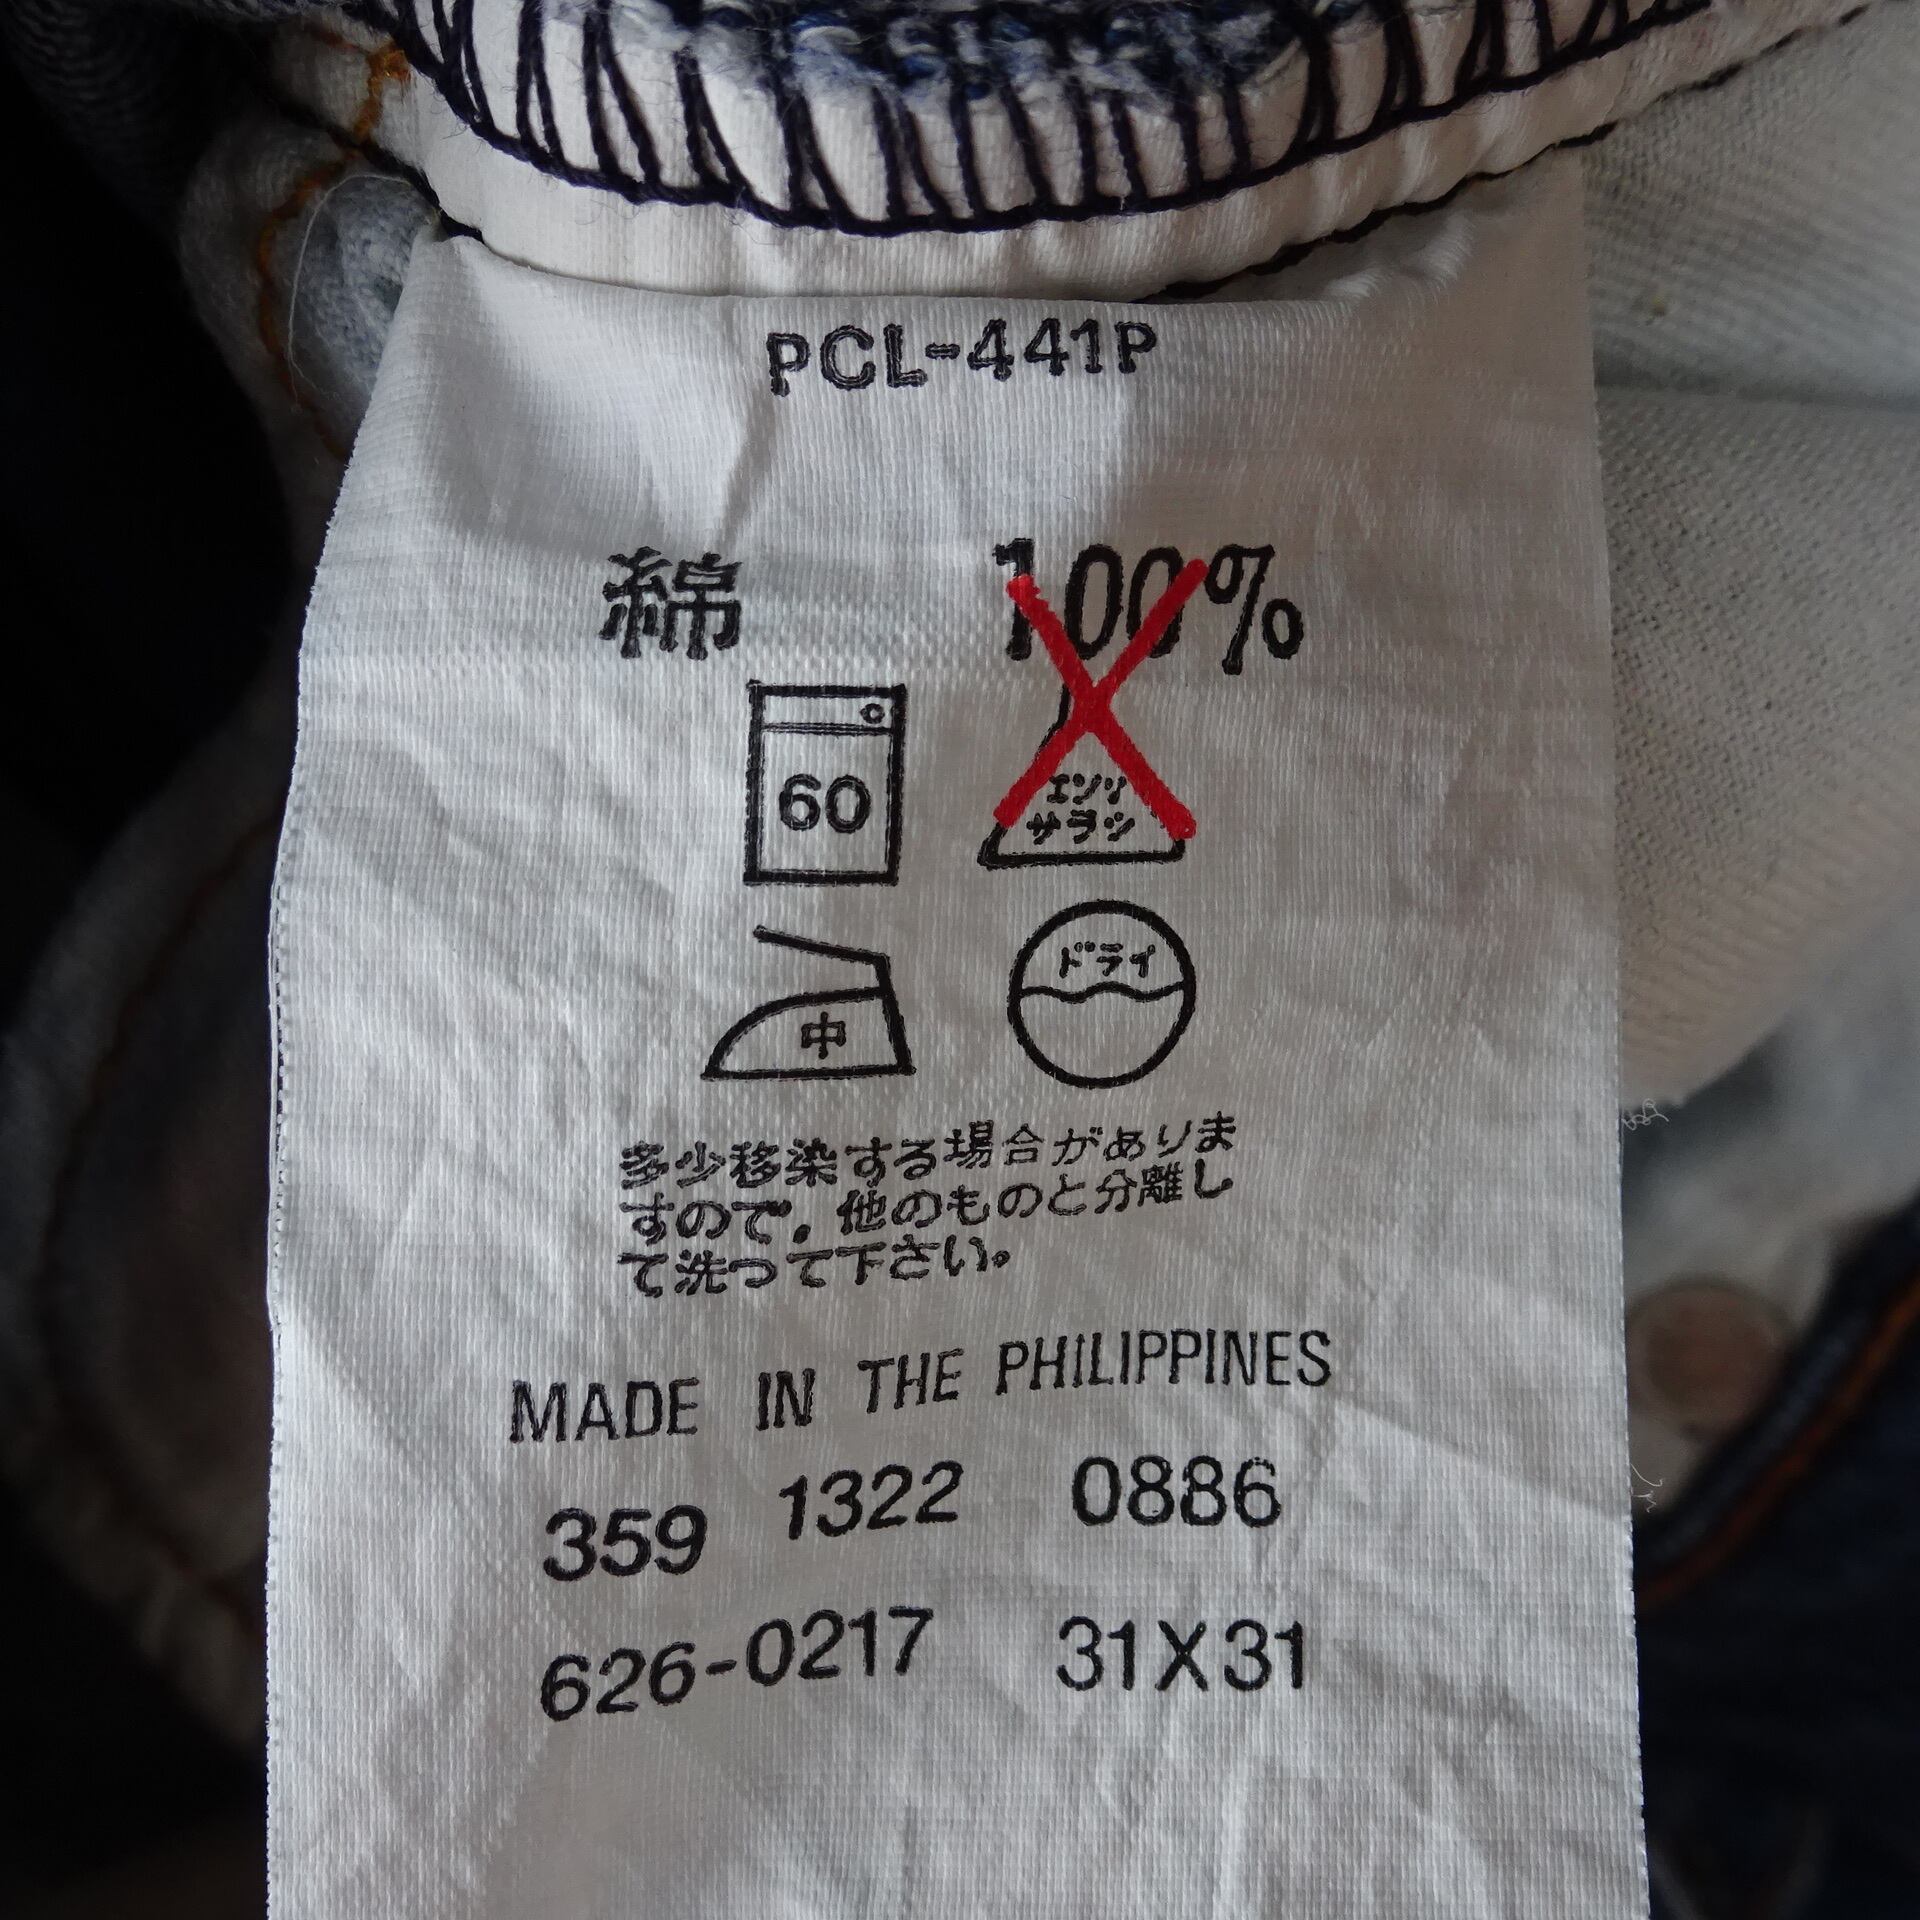 PCL-441P
綿 100%
60
エンソ
サラシ
中
ドライ
多少移染する場合がありま
すので、他のものと分離し
て洗って下さい。
MADE IN THE PHILIPPINES
359 1322 0886
626-0217 31X31